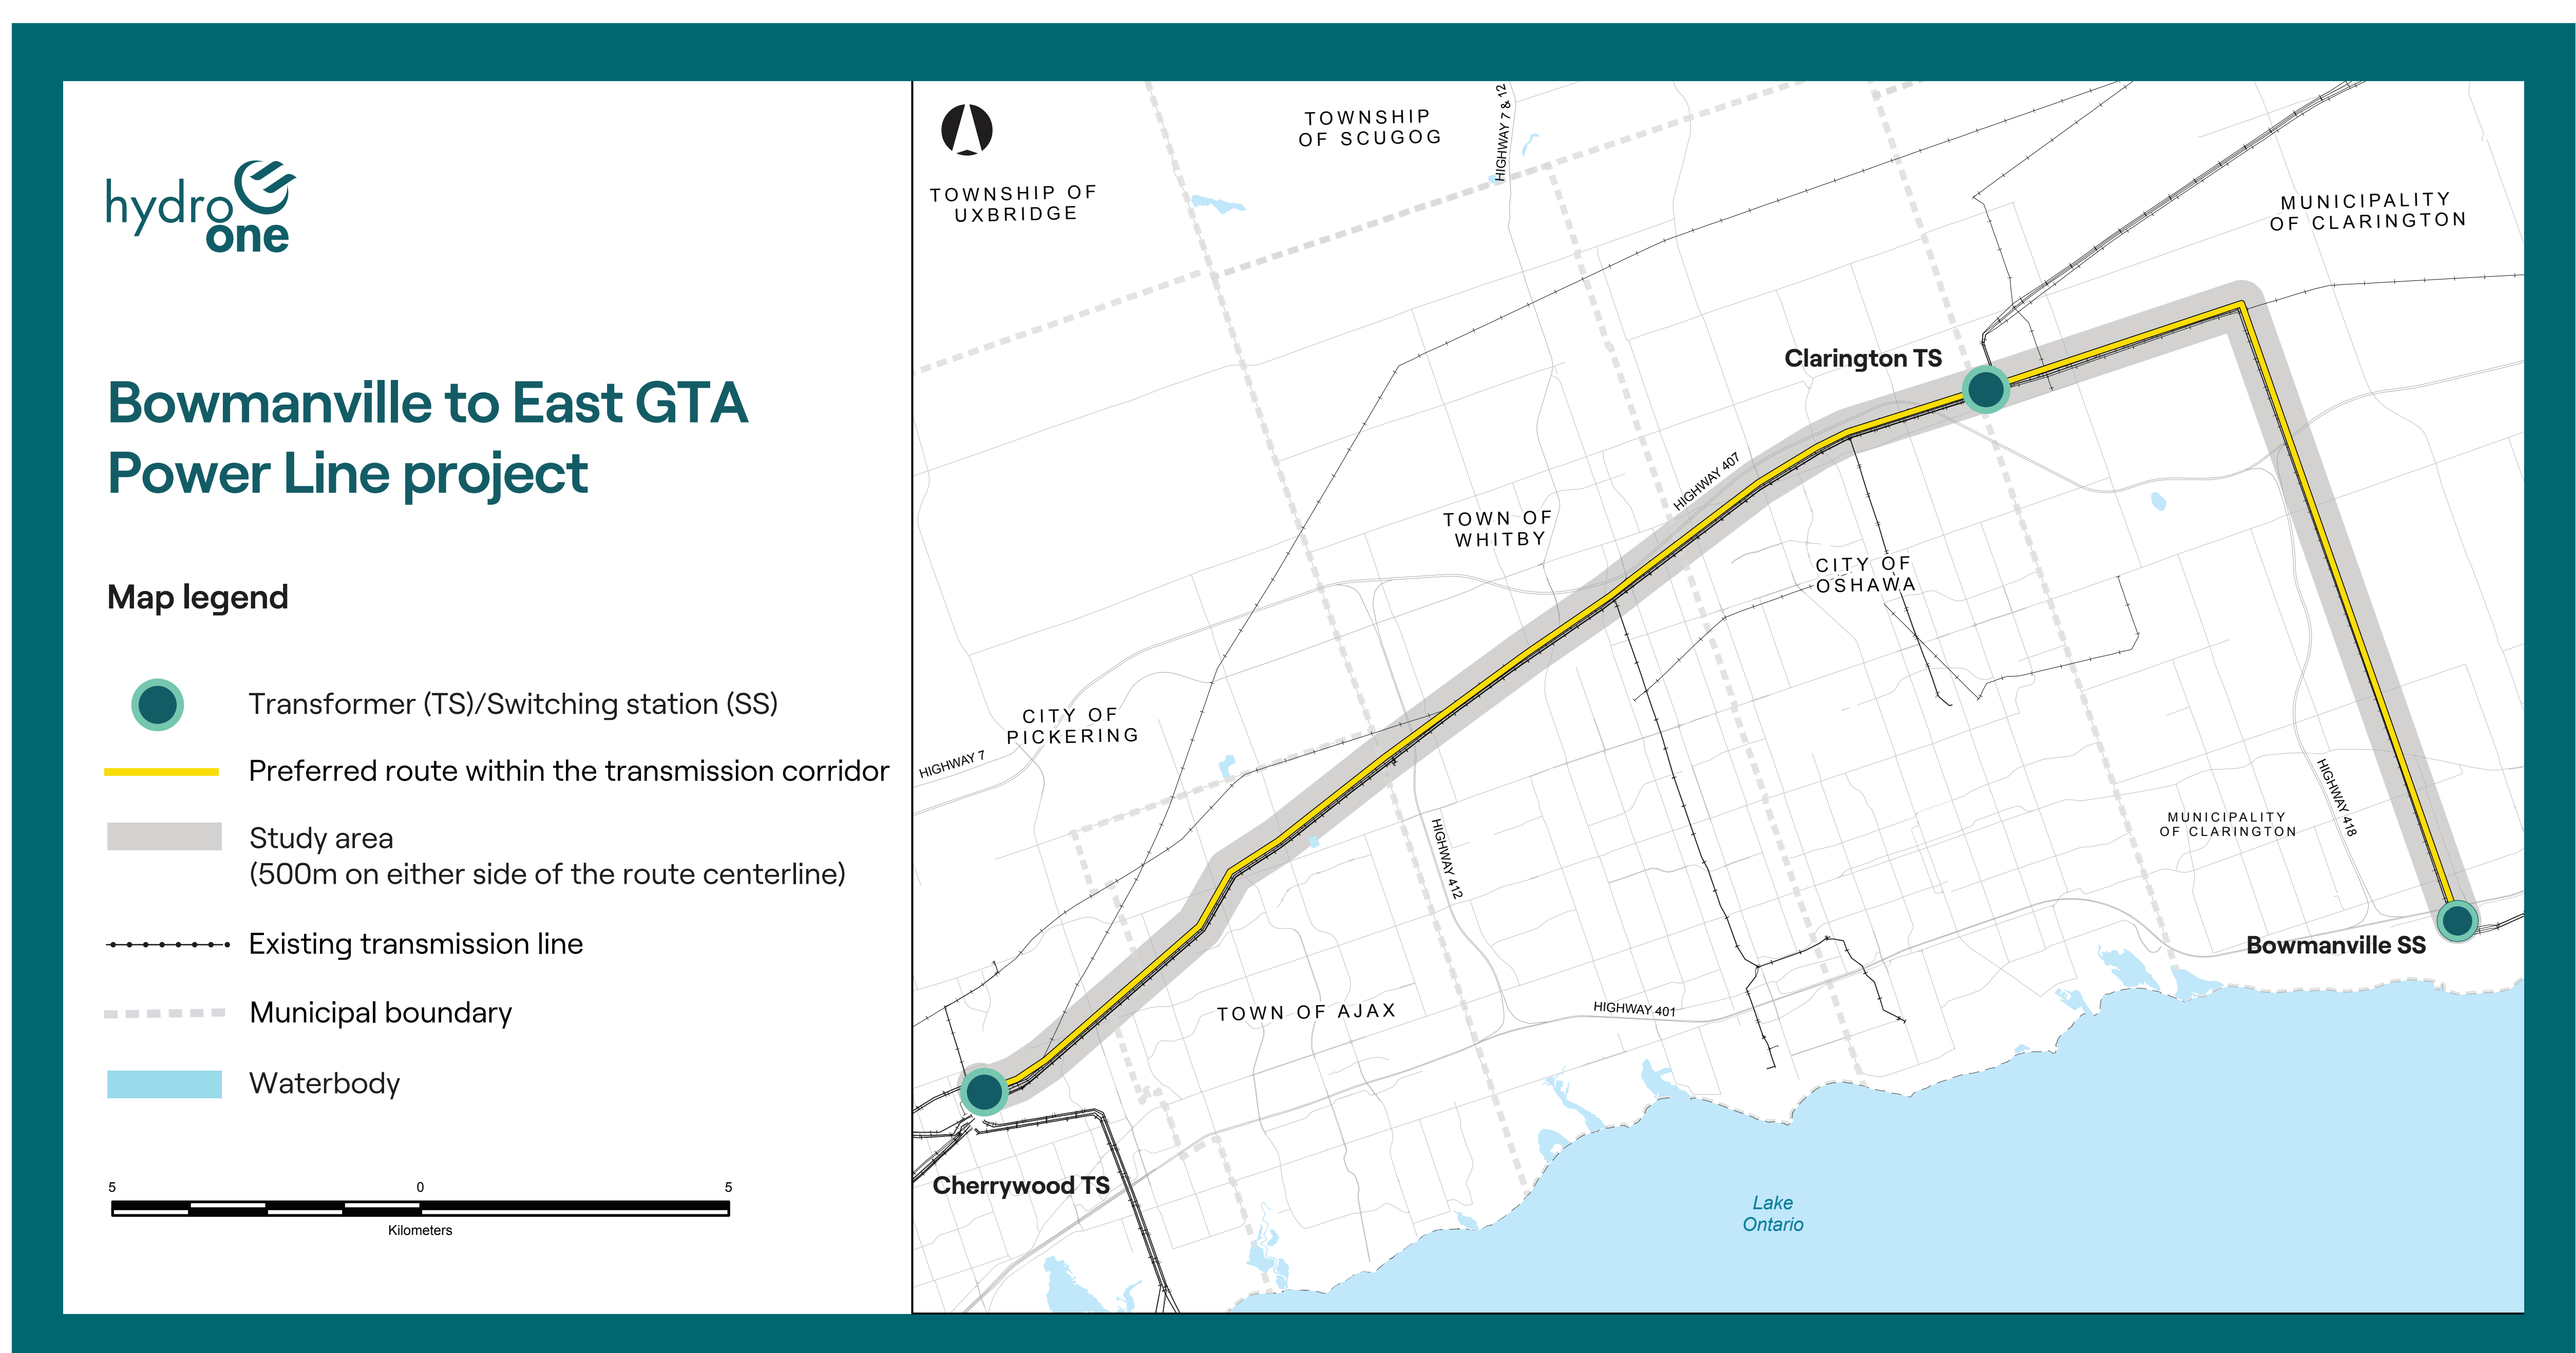 hydro
one
Bowmanville to East GTA
Power Line project
Map legend
Transformer (TS)/Switching station (SS)
Preferred route within the transmission corridor
Study area
(500m on either side of the route centerline)
Existing transmission line
Municipal boundary
Waterbody
5 0 5
Kilometers
TOWNSHIP OF
UXBRIDGE
TOWNSHIP
OF SCUGOG
HIGHWAY 7 & 12
MUNICIPALITY
OF CLARINGTON
Clarington TS
HIGHWAY 407
TOWN OF
WHITBY
CITY OF
OSHAWA
CITY OF
PICKERING
HIGHWAY 7
HIGHWAY 412
HIGHWAY 418
MUNICIPALITY
OF CLARINGTON
Bowmanville SS
TOWN OF AJAX
HIGHWAY 401
Cherrywood TS
Lake
Ontario